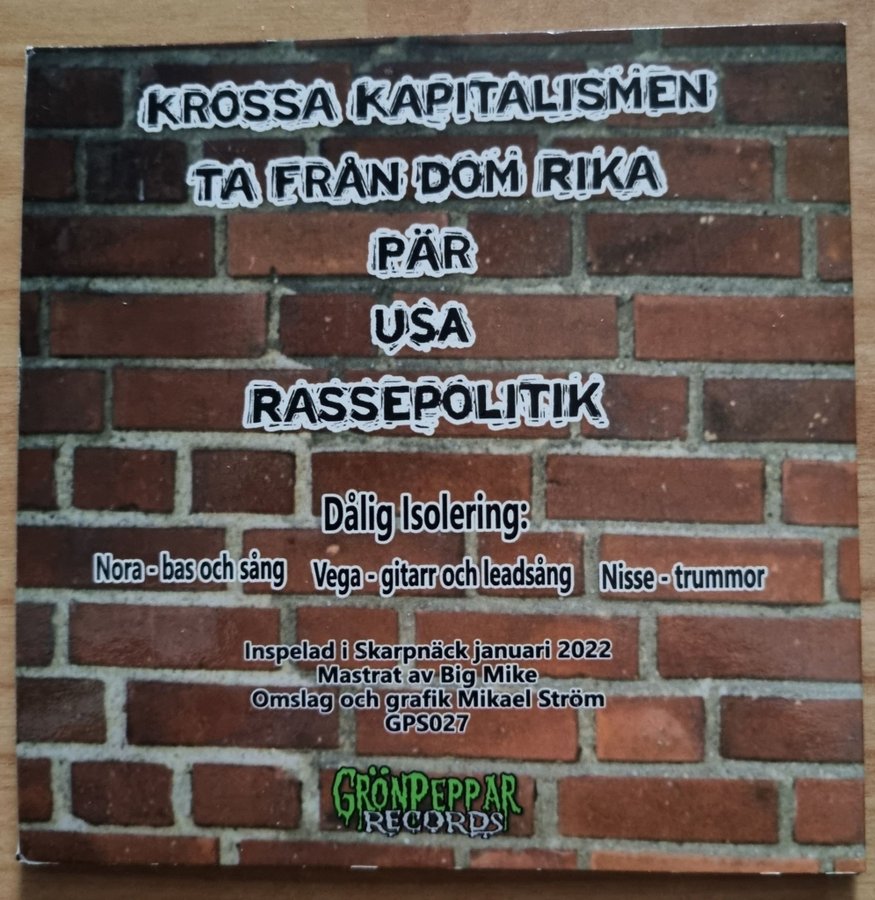 KROSSA KAPITALISMEN
TA FRÅN DOM RIKA
PÄR
USA
RASSEPOLITIK
Dålig Isolering:
Nora - bas och sång Vega - gitarr och leadsång Nisse - trummor
Inspelad i Skarpnäck januari 2022
Mastrat av Big Mike
Omslag och grafik Mikael Ström
GPS027
GRÖNPEPPAR
RECORDS